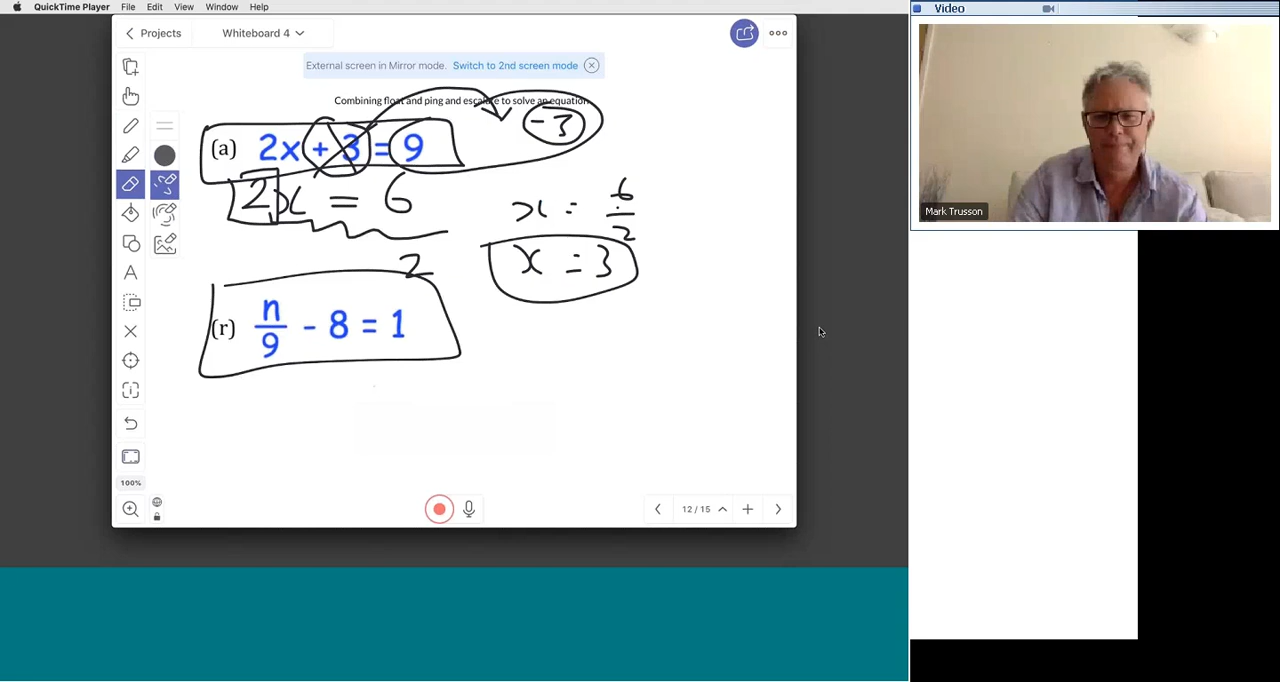 QuickTime Player File Edit View Window Help
Video
Projects
Whiteboard 4
External screen in Mirror mode. Switch to 2nd screen mode
Combining float and ping and escalate to solve an equation
(a) 2x + 3 = 9
-3
2x = 6
x = 6/2
x = 3
2
(r) n/9 - 8 = 1
A
100%
12 / 15
Mark Trusson